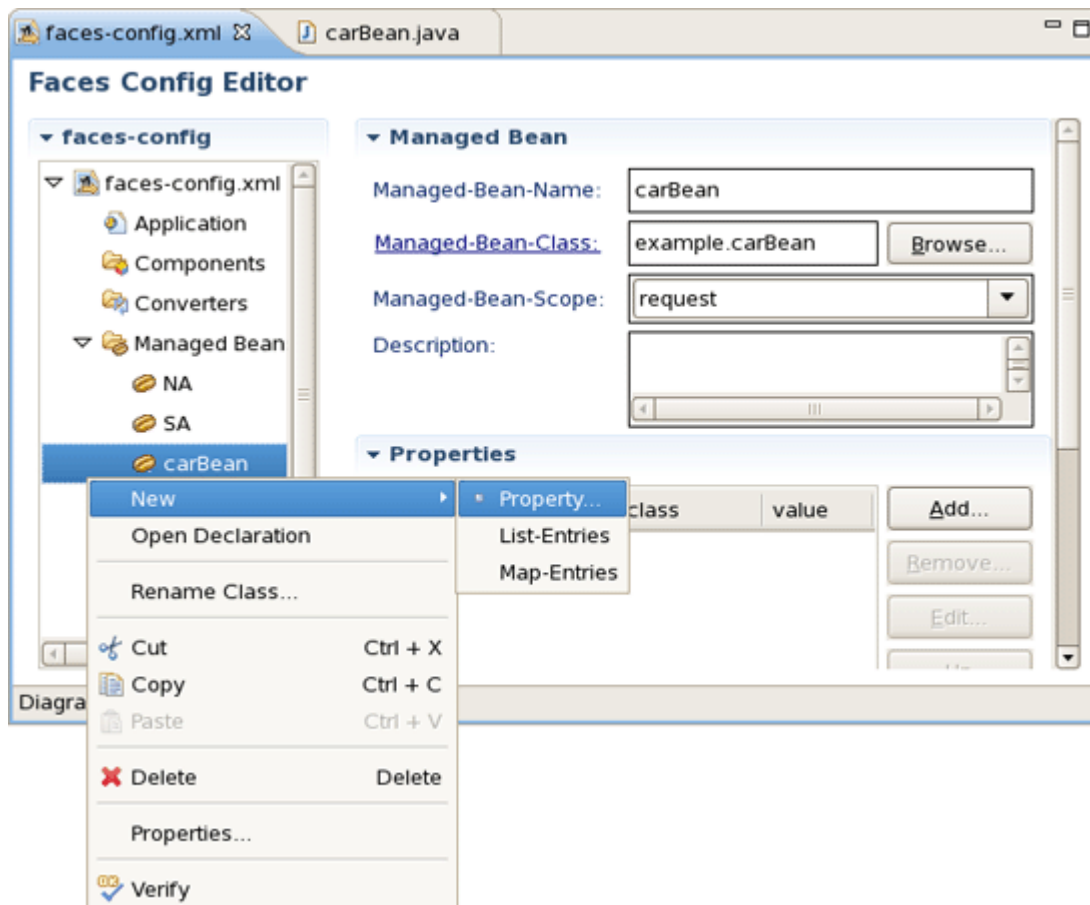 faces-config.xml carBean.java
Faces Config Editor
faces-config
faces-config.xml
Application
Components
Converters
Managed Bean
NA
SA
carBean
Managed Bean
Managed-Bean-Name: carBean
Managed-Bean-Class: example.carBean Browse...
Managed-Bean-Scope: request
Description:
Properties
class value Add...
Remove...
Edit...
New
Open Declaration
Rename Class...
Cut Ctrl + X
Copy Ctrl + C
Paste Ctrl + V
Delete Delete
Properties...
Verify
Property...
List-Entries
Map-Entries
Diagra